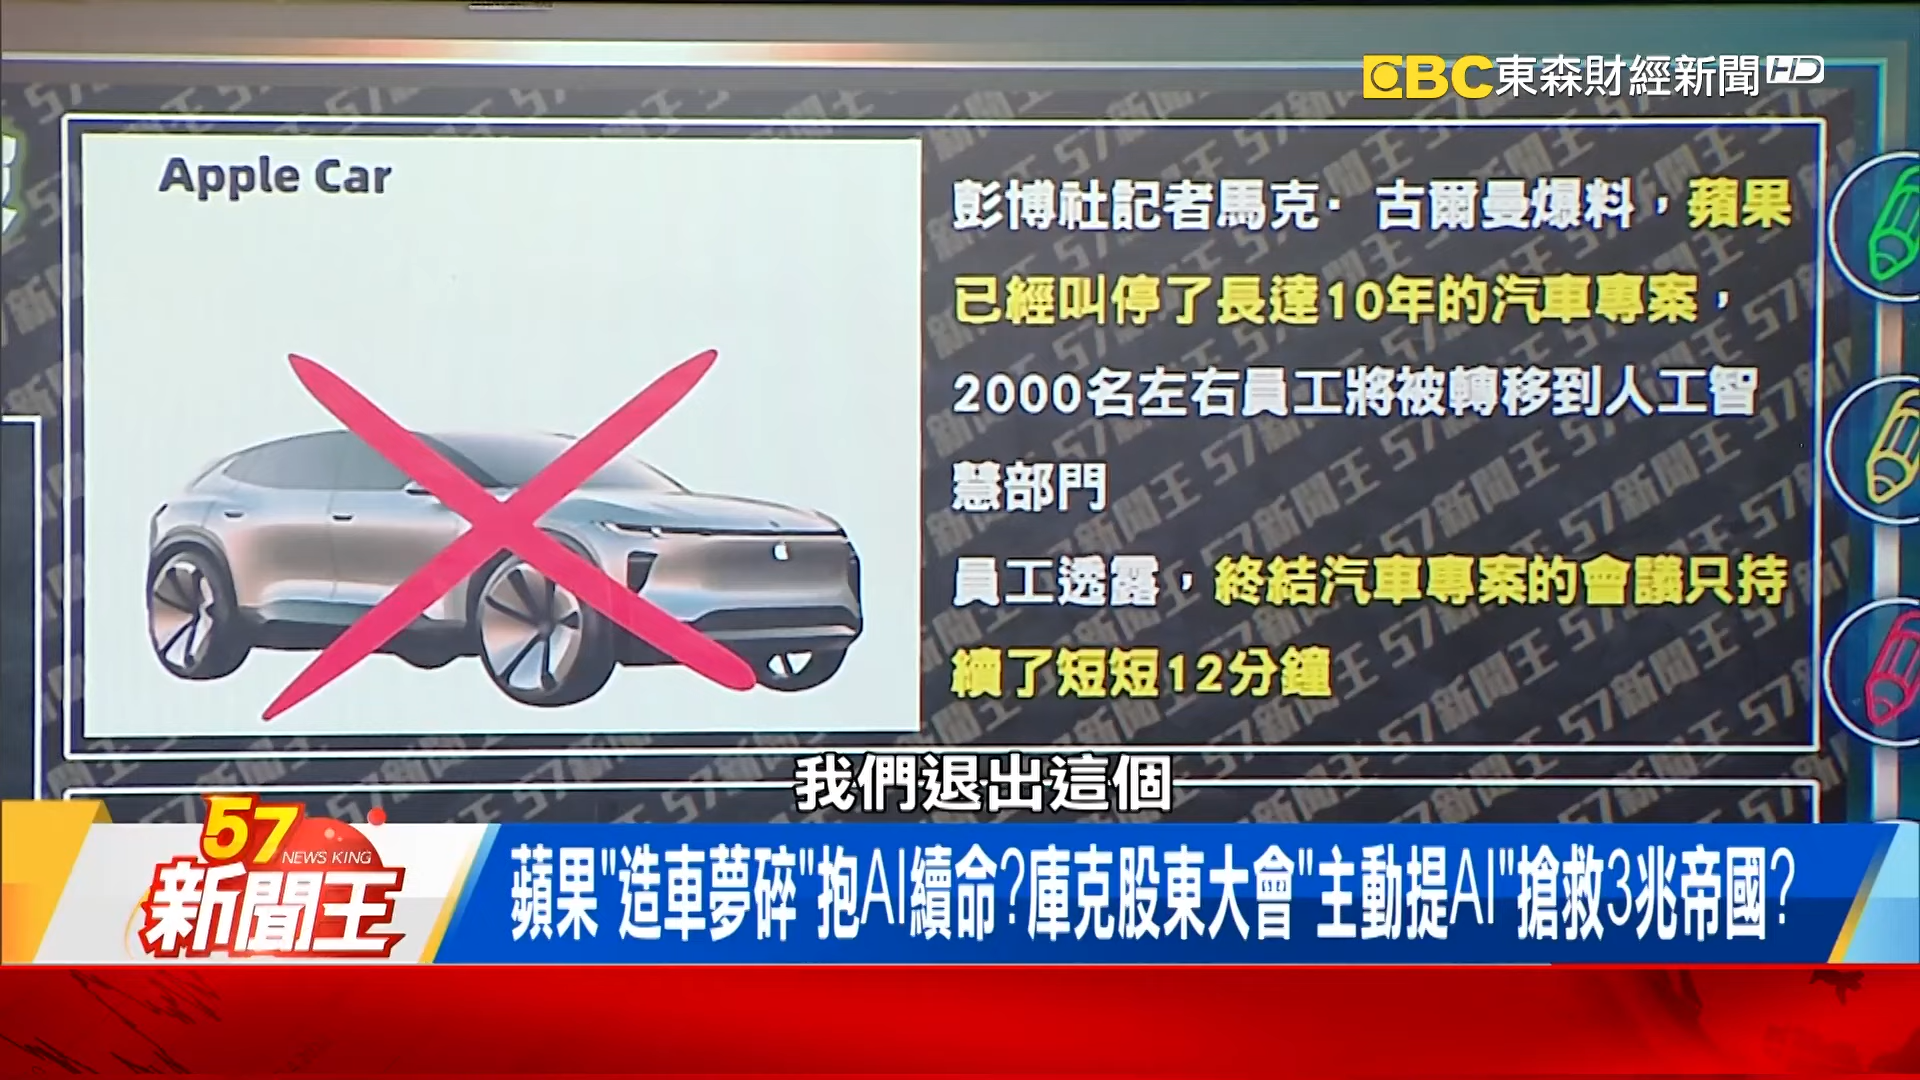 EBC東森財經新聞HD
Apple Car
彭博社記者馬克·古爾曼爆料，蘋果
已經叫停了長達10年的汽車專案，
2000名左右員工將被轉移到人工智
慧部門
員工透露，終結汽車專案的會議只持
續了短短12分鐘
我們退出這個
57
NEWS KING
新聞王
蘋果"造車夢碎"抱AI續命?庫克股東大會"主動提AI"搶救3兆帝國?